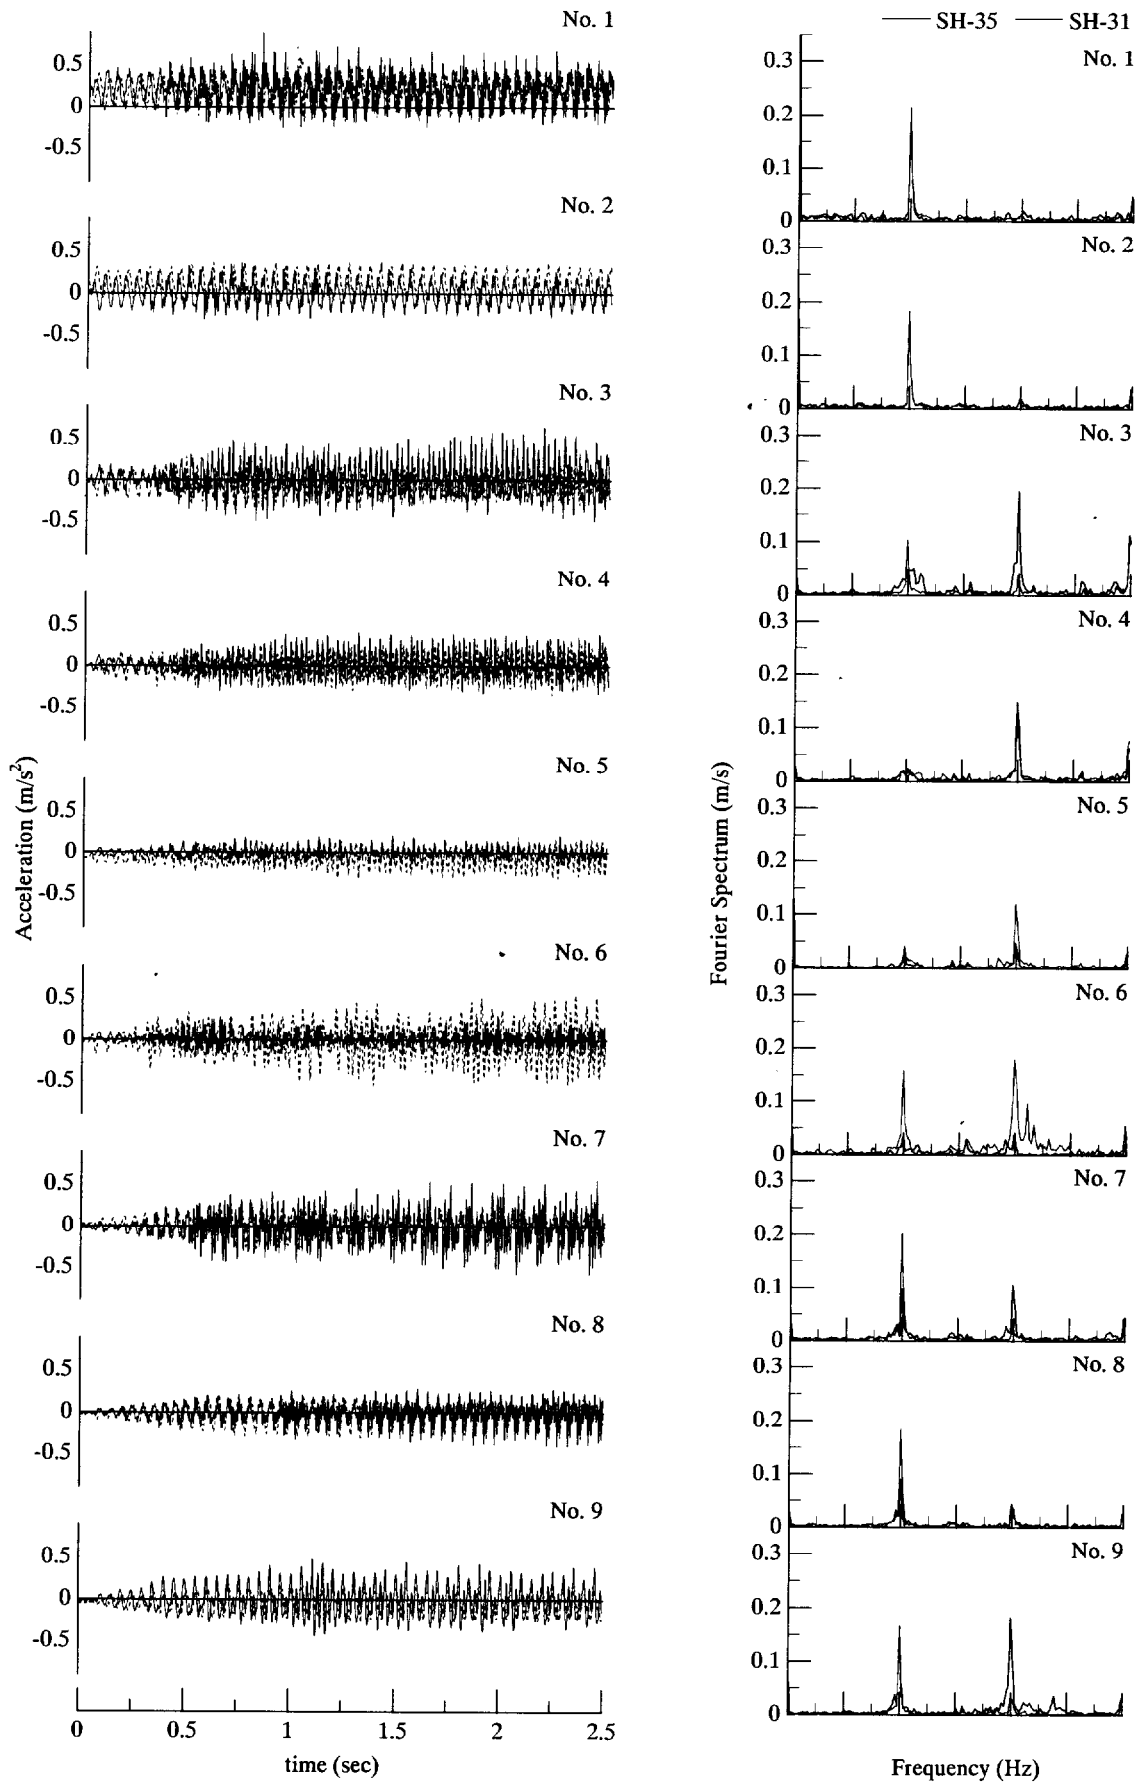 No. 1
0.5
0
-0.5
No. 2
0.5
0
-0.5
No. 3
0.5
0
-0.5
No. 4
0.5
0
-0.5
No. 5
0.5
0
-0.5
No. 6
0.5
0
-0.5
No. 7
0.5
0
-0.5
No. 8
0.5
0
-0.5
No. 9
0.5
0
-0.5
Acceleration (m/s²)
0 0.5 1 1.5 2 2.5
time (sec)
SH-35 SH-31
No. 1
0.3
0.2
0.1
0
No. 2
0.3
0.2
0.1
0
No. 3
0.3
0.2
0.1
0
No. 4
0.3
0.2
0.1
0
No. 5
0.3
0.2
0.1
0
No. 6
0.3
0.2
0.1
0
No. 7
0.3
0.2
0.1
0
No. 8
0.3
0.2
0.1
0
No. 9
0.3
0.2
0.1
0
Fourier Spectrum (m/s)
Frequency (Hz)